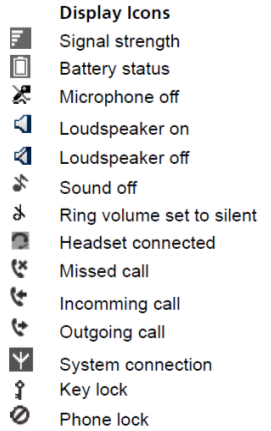 Display Icons
Signal strength
Battery status
Microphone off
Loudspeaker on
Loudspeaker off
Sound off
Ring volume set to silent
Headset connected
Missed call
Incomming call
Outgoing call
System connection
Key lock
Phone lock